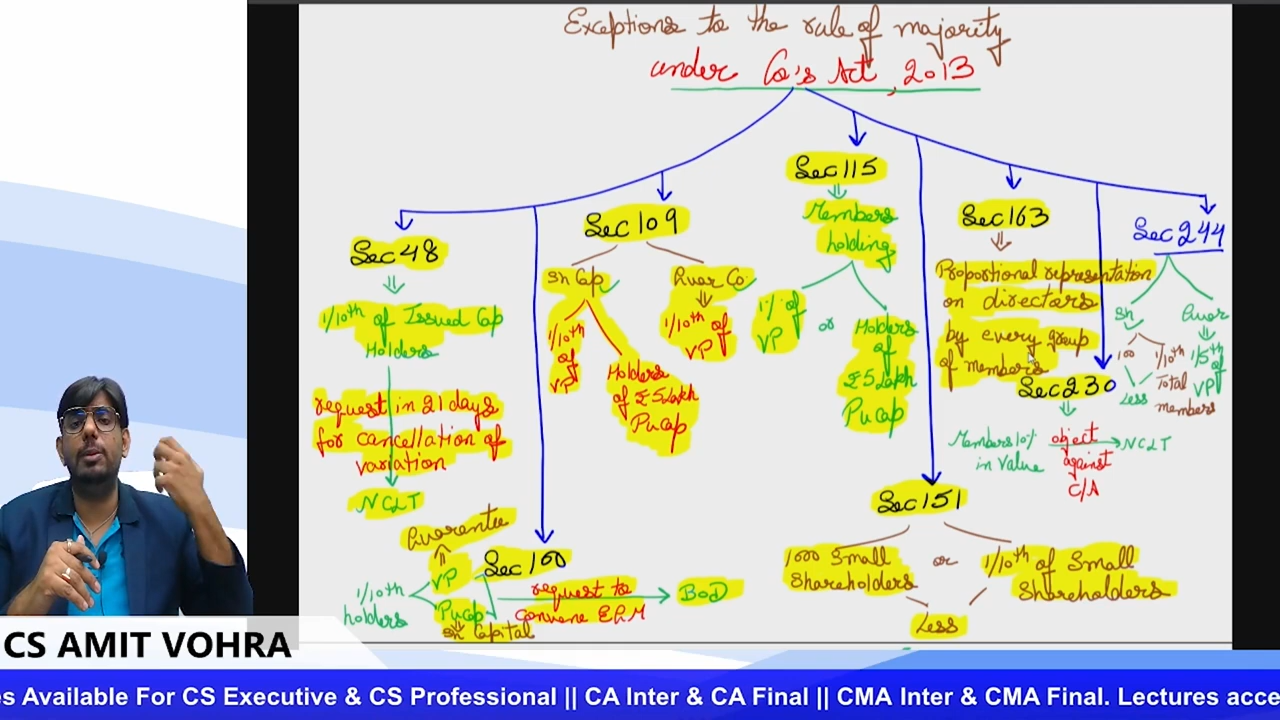 Exceptions to the rule of majority
under Co's Act, 2013
Sec 48
1/10th of Issued Cap
Holders
request in 21 days
for cancellation of
variation
NCLT
Sec 100
Guarantee
VP
1/10th
holders
Pucap
Sh Capital
request to
convene EGM
BoD
Sec 109
Sh Cap
1/10th
of
VP
Holders
of ₹5 Lakh
Pucap
Guar Co.
1/10th of
VP
Sec 115
Members
holding
1% of
VP
or
Holders
of
₹5 Lakh
Pu cap
Sec 151
1000 Small
Shareholders
or
1/10th of Small
Shareholders
Less
Sec 163
Proportional representation
on directors
by every group
of members
Sec 230
Members 10%
in Value
object
against
C/A
NCLT
Sec 244
Sh
100
1/10th
Total
members
Less
Guar
1/5th
of
VP
CS AMIT VOHRA
es Available For CS Executive & CS Professional || CA Inter & CA Final || CMA Inter & CMA Final. Lectures acce